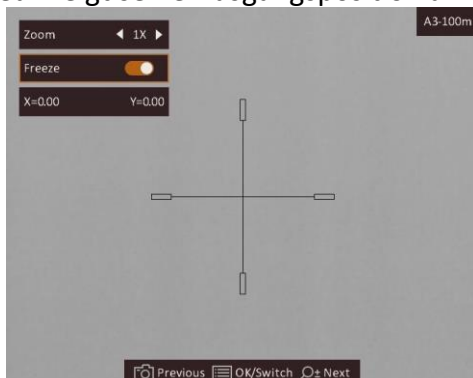 Zoom 1X
A3-100m
Freeze
X=0.00 Y=0.00
Previous OK/Switch Next